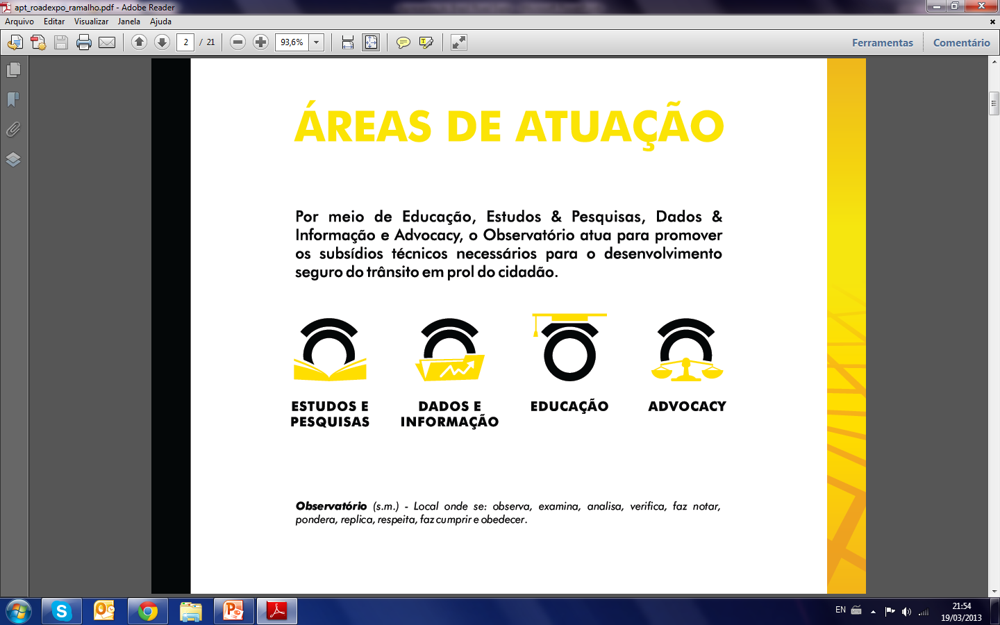 apt_roadexpo_ramalho.pdf - Adobe Reader
Arquivo Editar Visualizar Janela Ajuda
2 / 21 93,6% Ferramentas Comentário
ÁREAS DE ATUAÇÃO
Por meio de Educação, Estudos & Pesquisas, Dados &
Informação e Advocacy, o Observatório atua para promover
os subsídios técnicos necessários para o desenvolvimento
seguro do trânsito em prol do cidadão.
ESTUDOS E
PESQUISAS
DADOS E
INFORMAÇÃO
EDUCAÇÃO
ADVOCACY
Observatório (s.m.) - Local onde se: observa, examina, analisa, verifica, faz notar,
pondera, replica, respeita, faz cumprir e obedecer.
EN
21:54
19/03/2013